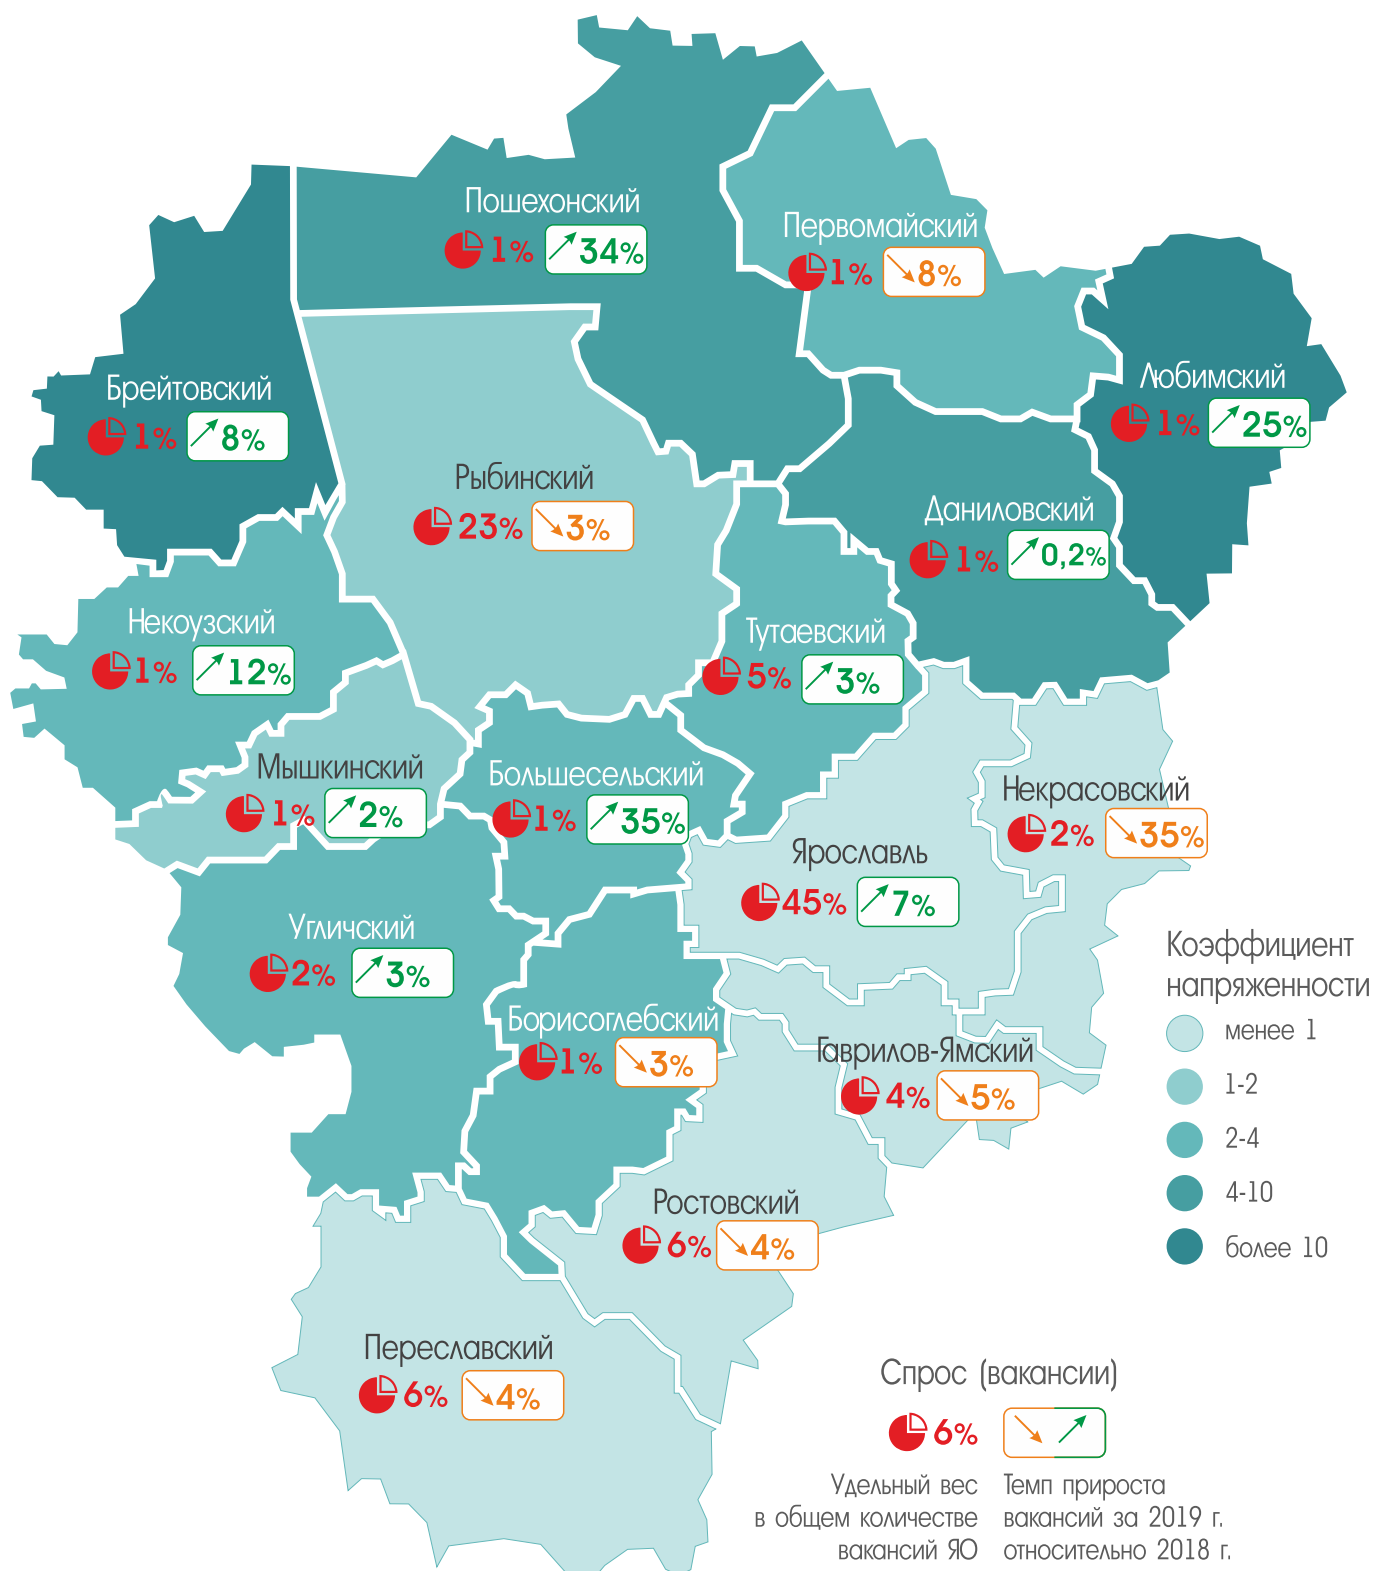 Пошехонский
1% 34%
Первомайский
1% 8%
Брейтовский
1% 8%
Любимский
1% 25%
Рыбинский
23% 3%
Даниловский
1% 0,2%
Некоузский
1% 12%
Тутаевский
5% 3%
Мышкинский
1% 2%
Большесельский
1% 35%
Некрасовский
2% 35%
Ярославль
45% 7%
Угличский
2% 3%
Борисоглебский
1% 3%
Гаврилов-Ямский
4% 5%
Ростовский
6% 4%
Переславский
6% 4%
Коэффициент
напряженности
менее 1
1-2
2-4
4-10
более 10
Спрос (вакансии)
6%
Удельный вес
в общем количестве
вакансий ЯО
Темп прироста
вакансий за 2019 г.
относительно 2018 г.